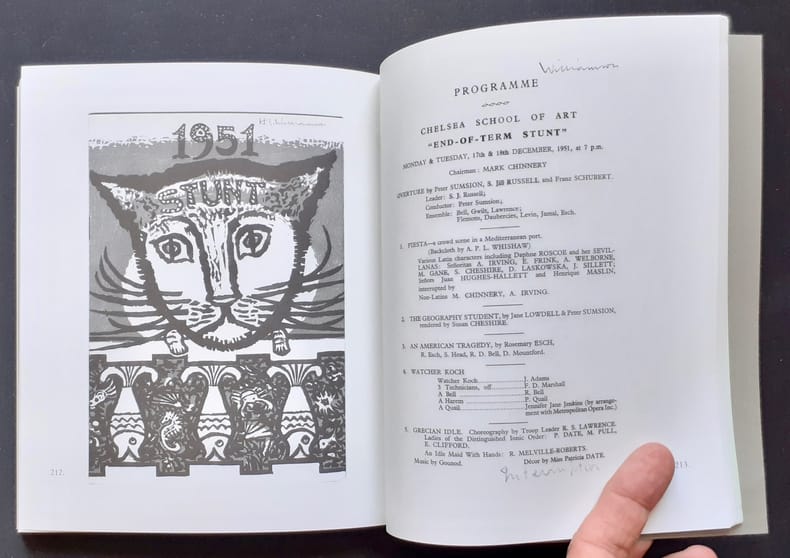 1951
STUNT
212.
Williamson
PROGRAMME
CHELSEA SCHOOL OF ART
"END-OF-TERM STUNT"
MONDAY & TUESDAY, 17th & 18th DECEMBER, 1951, at 7 p.m.
Chairman: MARK CHINNERY
OVERTURE by Peter SUMSION, S. Jill RUSSELL and Franz SCHUBERT.
Leader: S. J. Russell;
Conductor: Peter Sumsion;
Ensemble: Bell, Gwilt, Lawrence;
Flemons, Daubercies, Levin, Jamal, Esch.
1. FIESTA—a crowd scene in a Mediterranean port.
(Backcloth by A. P. L. WHISHAW)
Various Latin characters including Daphne ROSCOE and her SEVIL-
LANAS: Señoritas A. IRVING, E. FRINK, A. WELBORNE,
M. GANE, S. CHESHIRE, D. LASKOWSKA, J. SILLETT;
Señors Juan HUGHES-HALLETT and Henrique MASLIN,
interrupted by
Non-Latins M. CHINNERY, A. IRVING.
2. THE GEOGRAPHY STUDENT, by Jane LOWDELL & Peter SUMSION,
rendered by Susan CHESHIRE.
3. AN AMERICAN TRAGEDY, by Rosemary ESCH,
R. Esch, S. Head, R. D. Bell, D. Mountford.
4. WATCHER KOCH
Watcher Koch.................... J. Adams
3 Technicians, off.................... F. D. Marshall
A Bell.................... R. Bell
A Harem.................... P. Quail
A Quail.................... Jennifer Jane Jenkins (by arrange-
ment with Metropolitan Opera Inc.)
5. GRECIAN IDLE. Choreography by Troop Leader R. S. LAWRENCE.
Ladies of the Distinguished Ionic Order: P. DATE, M. PULL,
E. CLIFFORD.
An Idle Maid With Hands: R. MELVILLE-ROBERTS.
Music by Gounod. Décor by Miss Patricia DATE.
213.